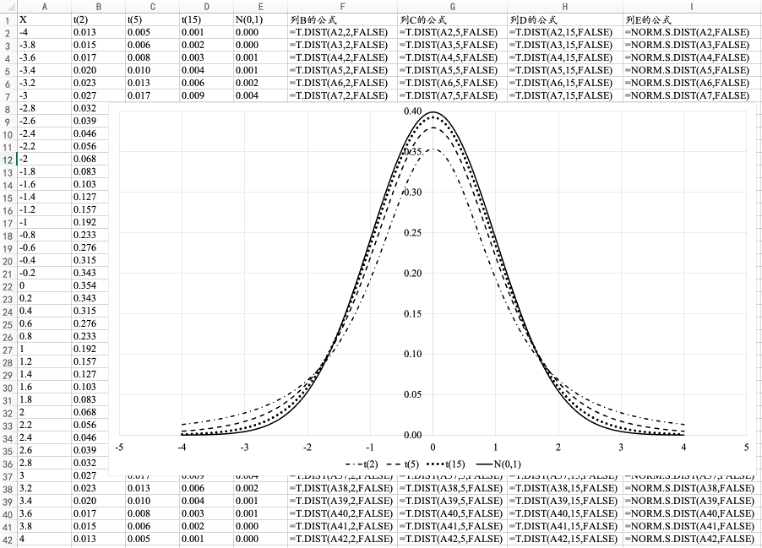 A B C D E F G H I
1 X t(2) t(5) t(15) N(0,1) 列B的公式 列C的公式 列D的公式 列E的公式
2 -4 0.013 0.005 0.001 0.000 =T.DIST(A2,2,FALSE) =T.DIST(A2,5,FALSE) =T.DIST(A2,15,FALSE) =NORM.S.DIST(A2,FALSE)
3 -3.8 0.015 0.006 0.002 0.000 =T.DIST(A3,2,FALSE) =T.DIST(A3,5,FALSE) =T.DIST(A3,15,FALSE) =NORM.S.DIST(A3,FALSE)
4 -3.6 0.017 0.008 0.003 0.001 =T.DIST(A4,2,FALSE) =T.DIST(A4,5,FALSE) =T.DIST(A4,15,FALSE) =NORM.S.DIST(A4,FALSE)
5 -3.4 0.020 0.010 0.004 0.001 =T.DIST(A5,2,FALSE) =T.DIST(A5,5,FALSE) =T.DIST(A5,15,FALSE) =NORM.S.DIST(A5,FALSE)
6 -3.2 0.023 0.013 0.006 0.002 =T.DIST(A6,2,FALSE) =T.DIST(A6,5,FALSE) =T.DIST(A6,15,FALSE) =NORM.S.DIST(A6,FALSE)
7 -3 0.027 0.017 0.009 0.004 =T.DIST(A7,2,FALSE) =T.DIST(A7,5,FALSE) =T.DIST(A7,15,FALSE) =NORM.S.DIST(A7,FALSE)
8 -2.8 0.032
9 -2.6 0.039
10 -2.4 0.046
11 -2.2 0.056
12 -2 0.068
13 -1.8 0.083
14 -1.6 0.103
15 -1.4 0.127
16 -1.2 0.157
17 -1 0.192
18 -0.8 0.233
19 -0.6 0.276
20 -0.4 0.315
21 -0.2 0.343
22 0 0.354
23 0.2 0.343
24 0.4 0.315
25 0.6 0.276
26 0.8 0.233
27 1 0.192
28 1.2 0.157
29 1.4 0.127
30 1.6 0.103
31 1.8 0.083
32 2 0.068
33 2.2 0.056
34 2.4 0.046
35 2.6 0.039
36 2.8 0.032
0.40
0.35
0.30
0.25
0.20
0.15
0.10
0.05
0.00
-5 -4 -3 -2 -1 0 1 2 3 4 5
t(2) t(5) t(15) N(0,1)
37 3 0.027 0.017 0.009 0.004 =T.DIST(A37,2,FALSE) =T.DIST(A37,5,FALSE) =T.DIST(A37,15,FALSE) =NORM.S.DIST(A37,FALSE)
38 3.2 0.023 0.013 0.006 0.002 =T.DIST(A38,2,FALSE) =T.DIST(A38,5,FALSE) =T.DIST(A38,15,FALSE) =NORM.S.DIST(A38,FALSE)
39 3.4 0.020 0.010 0.004 0.001 =T.DIST(A39,2,FALSE) =T.DIST(A39,5,FALSE) =T.DIST(A39,15,FALSE) =NORM.S.DIST(A39,FALSE)
40 3.6 0.017 0.008 0.003 0.001 =T.DIST(A40,2,FALSE) =T.DIST(A40,5,FALSE) =T.DIST(A40,15,FALSE) =NORM.S.DIST(A40,FALSE)
41 3.8 0.015 0.006 0.002 0.000 =T.DIST(A41,2,FALSE) =T.DIST(A41,5,FALSE) =T.DIST(A41,15,FALSE) =NORM.S.DIST(A41,FALSE)
42 4 0.013 0.005 0.001 0.000 =T.DIST(A42,2,FALSE) =T.DIST(A42,5,FALSE) =T.DIST(A42,15,FALSE) =NORM.S.DIST(A42,FALSE)